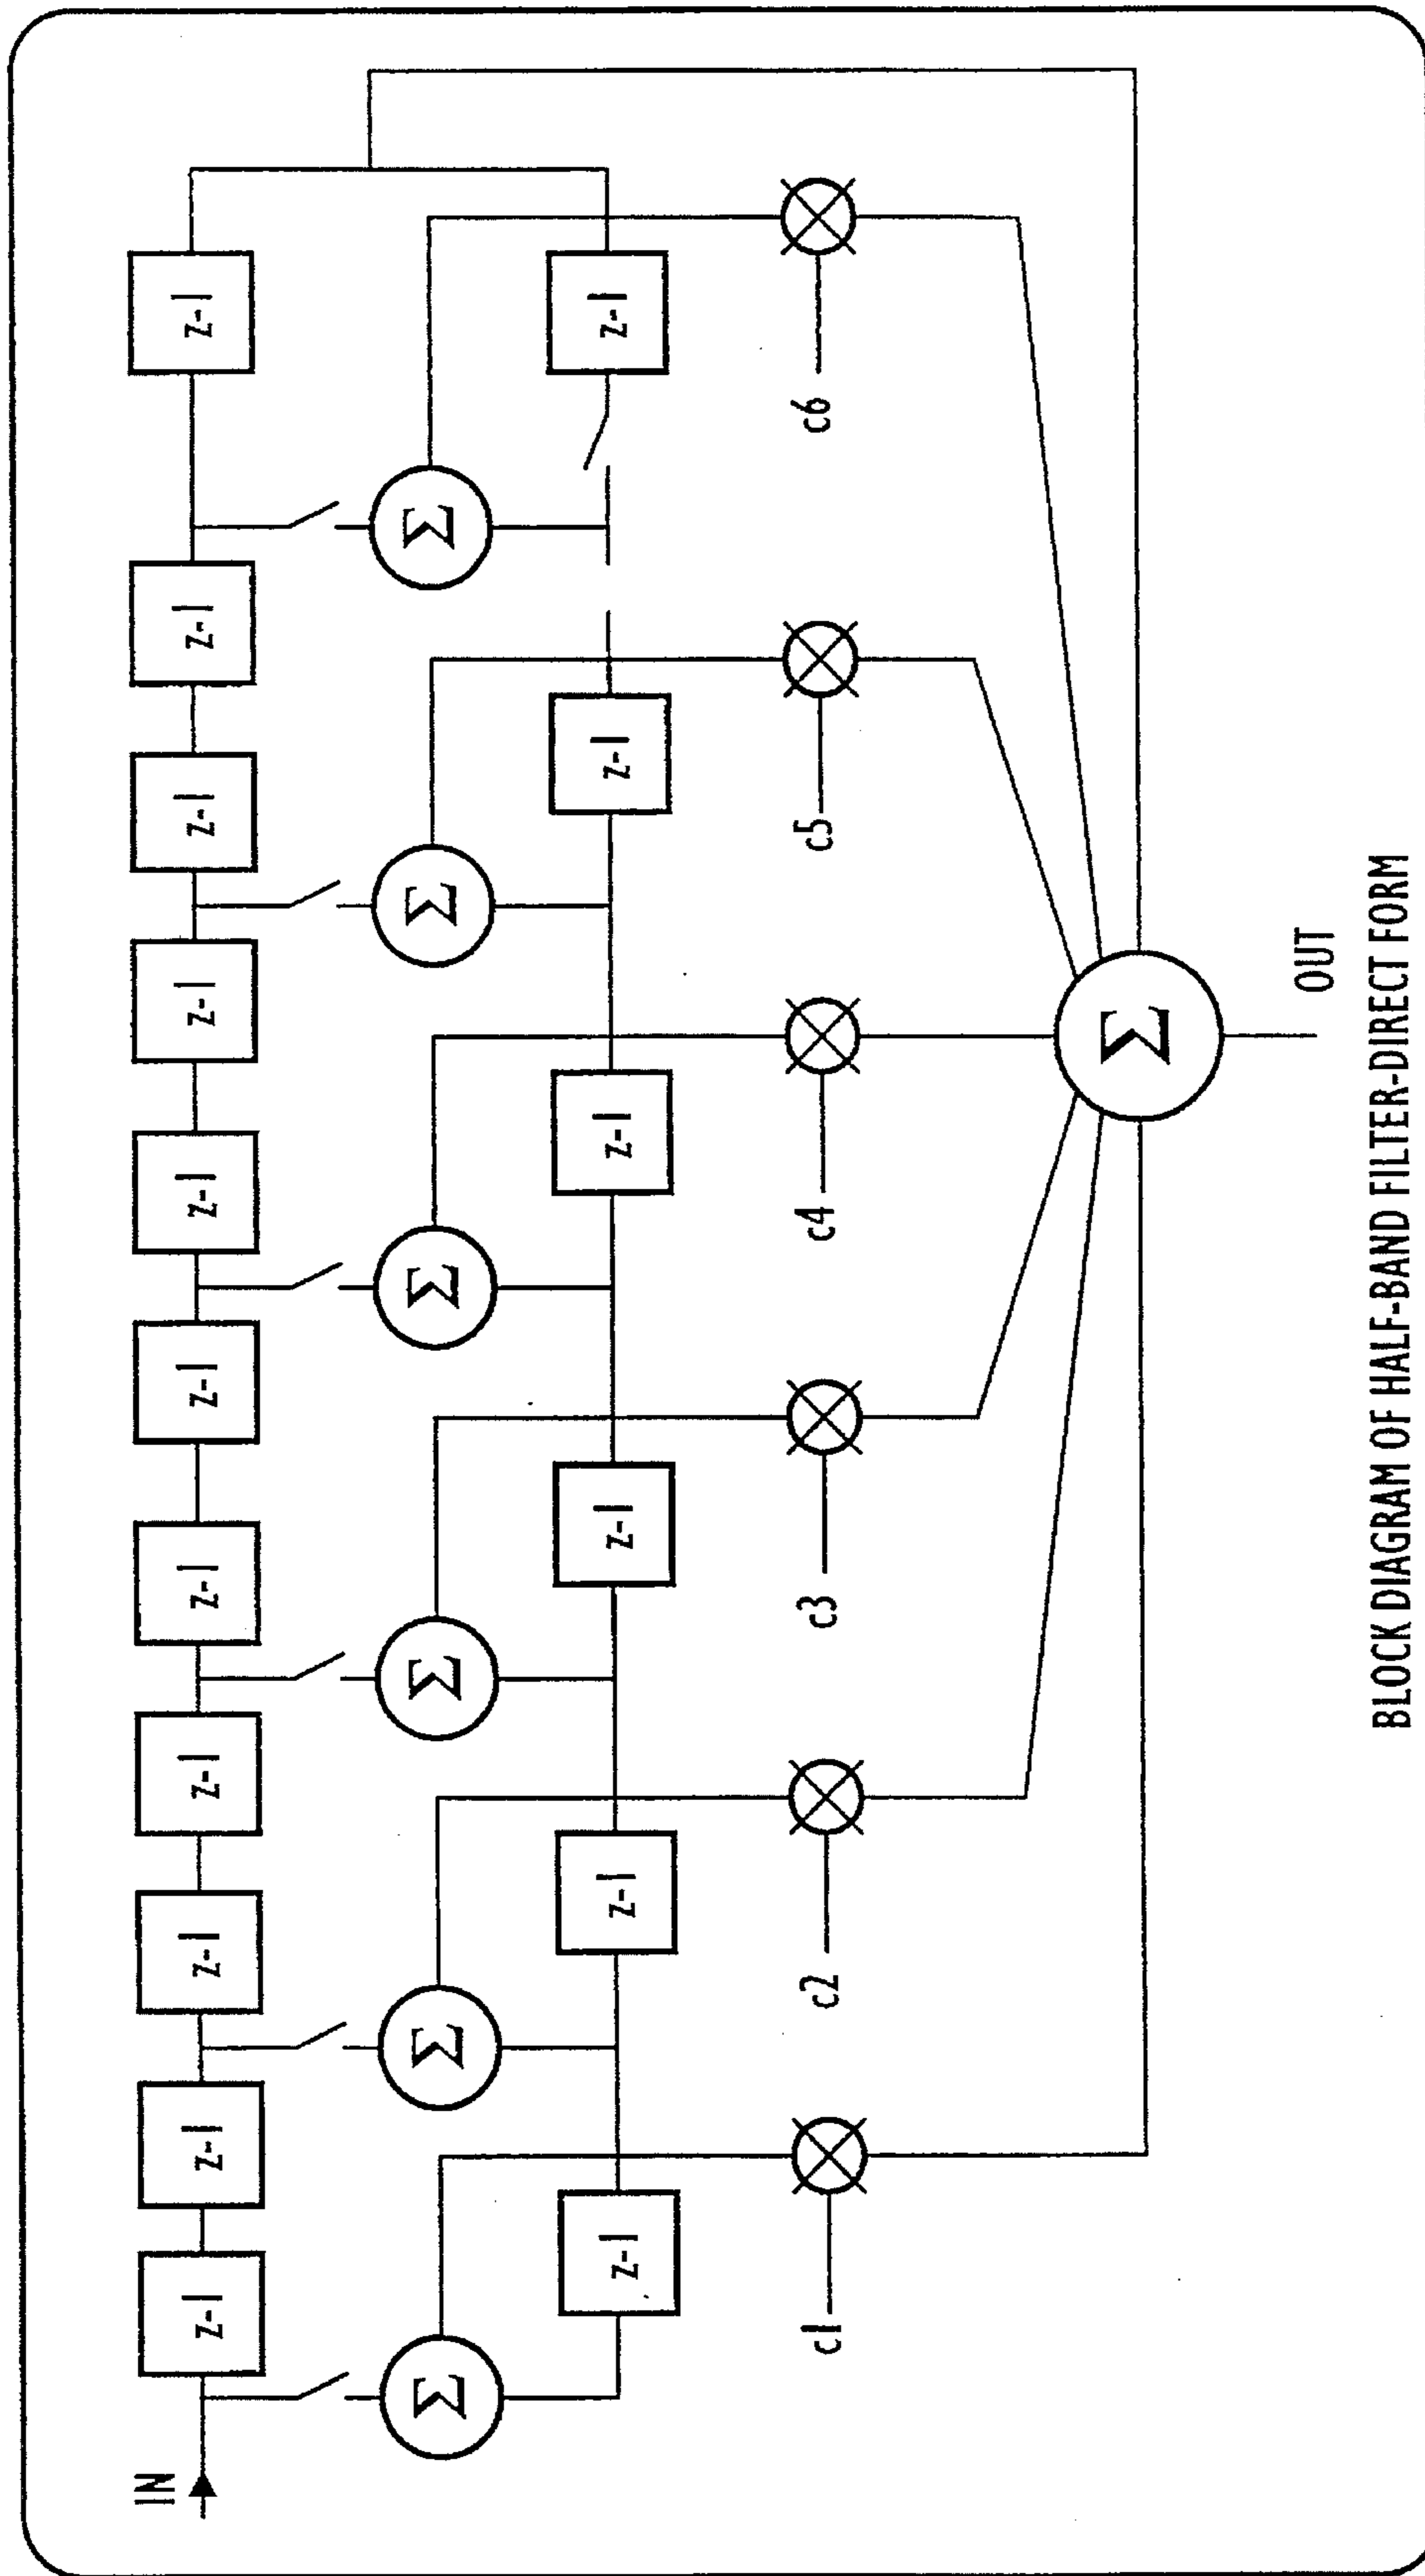 IN
z-1 z-1 z-1 z-1 z-1 z-1 z-1 z-1 z-1 z-1 z-1
Σ Σ Σ Σ Σ Σ
z-1 z-1 z-1 z-1 z-1 z-1
c1 c2 c3 c4 c5 c6
Σ
OUT
BLOCK DIAGRAM OF HALF-BAND FILTER-DIRECT FORM